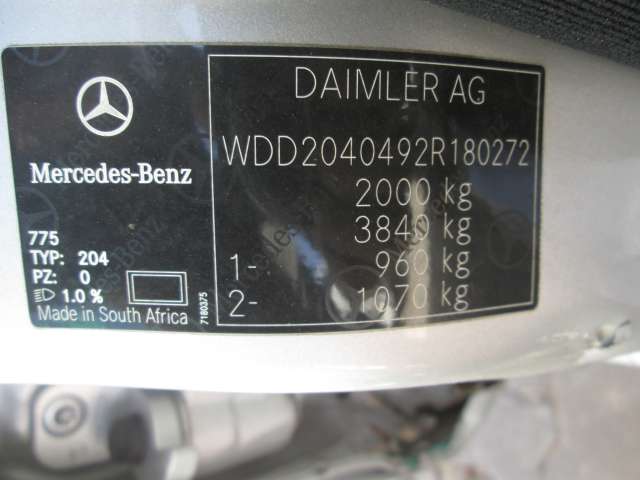 Mercedes-Benz
775
TYP: 204
PZ: 0
1.0 %
Made in South Africa
7180375
DAIMLER AG
WDD2040492R180272
2000 kg
3840 kg
1- 960 kg
2- 1070 kg